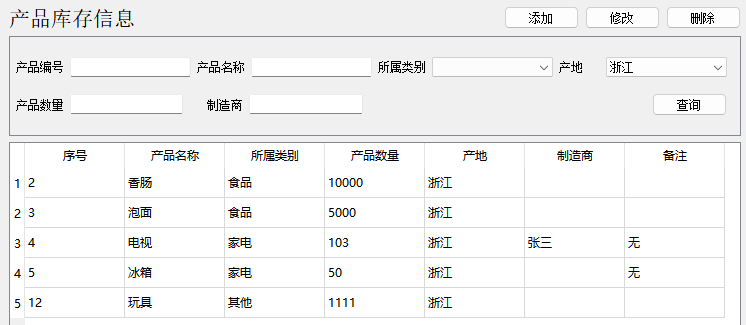 产品库存信息 添加 修改 删除
产品编号 产品名称 所属类别 产地 浙江
产品数量 制造商 查询
序号 产品名称 所属类别 产品数量 产地 制造商 备注
1 2 香肠 食品 10000 浙江
2 3 泡面 食品 5000 浙江
3 4 电视 家电 103 浙江 张三 无
4 5 冰箱 家电 50 浙江 无
5 12 玩具 其他 1111 浙江